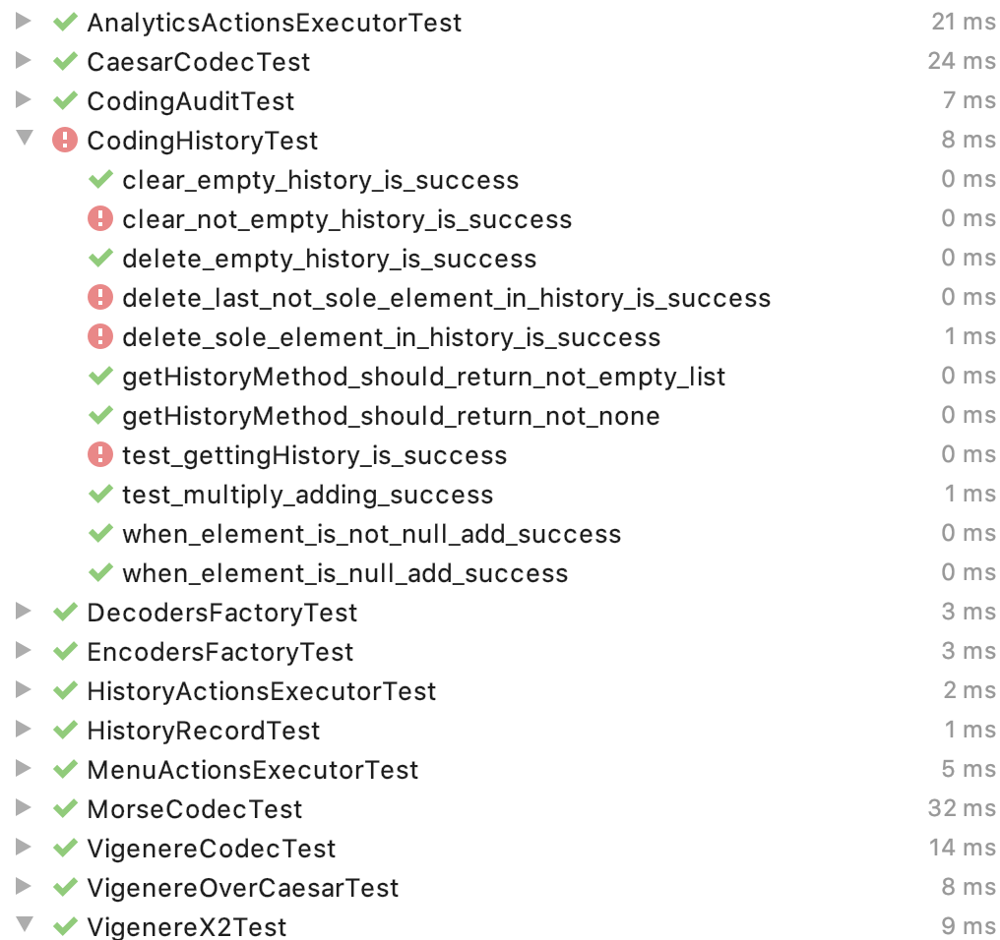 AnalyticsActionsExecutorTest 21 ms
CaesarCodecTest 24 ms
CodingAuditTest 7 ms
CodingHistoryTest 8 ms
clear_empty_history_is_success 0 ms
clear_not_empty_history_is_success 0 ms
delete_empty_history_is_success 0 ms
delete_last_not_sole_element_in_history_is_success 0 ms
delete_sole_element_in_history_is_success 1 ms
getHistoryMethod_should_return_not_empty_list 0 ms
getHistoryMethod_should_return_not_none 0 ms
test_gettingHistory_is_success 0 ms
test_multiply_adding_success 1 ms
when_element_is_not_null_add_success 0 ms
when_element_is_null_add_success 0 ms
DecodersFactoryTest 3 ms
EncodersFactoryTest 3 ms
HistoryActionsExecutorTest 2 ms
HistoryRecordTest 1 ms
MenuActionsExecutorTest 5 ms
MorseCodecTest 32 ms
VigenereCodecTest 14 ms
VigenereOverCaesarTest 8 ms
VigenereX2Test 9 ms